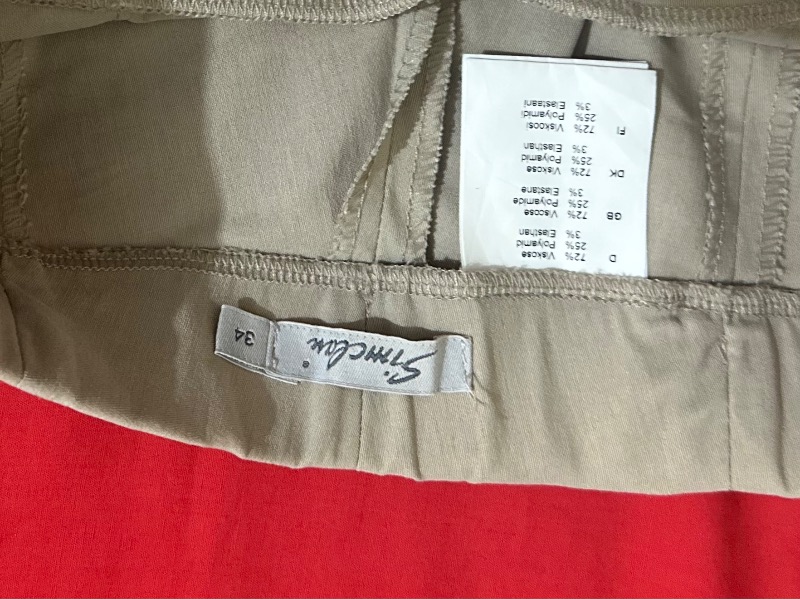 D 72% Viskose
25% Polyamid
3% Elasthan
GB 72% Viscose
25% Polyamide
3% Elastane
DK 72% Viskose
25% Polyamid
3% Elasthan
FI 72% Viskoosi
25% Polyamidi
3% Elastaani
Simclan
34